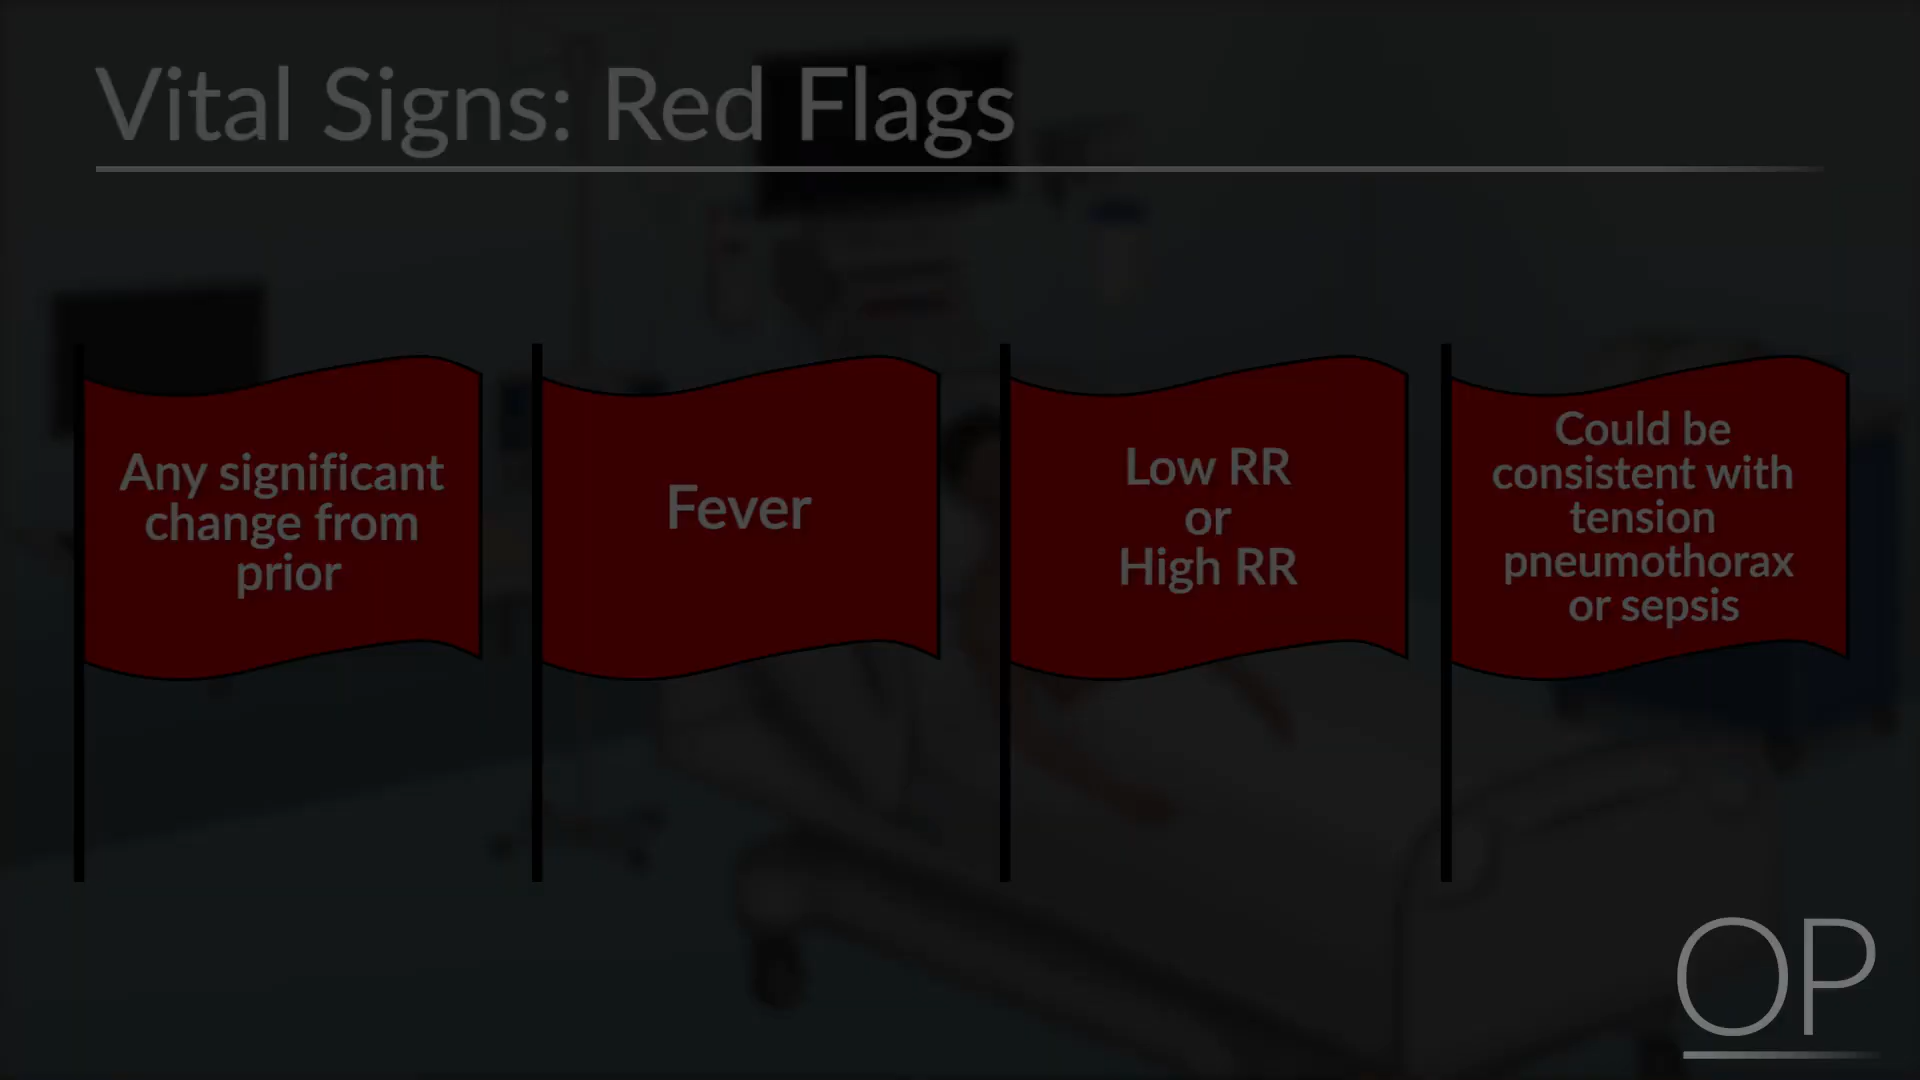 Vital Signs: Red Flags
Any significant
change from
prior
Fever
Low RR
or
High RR
Could be
consistent with
tension
pneumothorax
or sepsis
OP